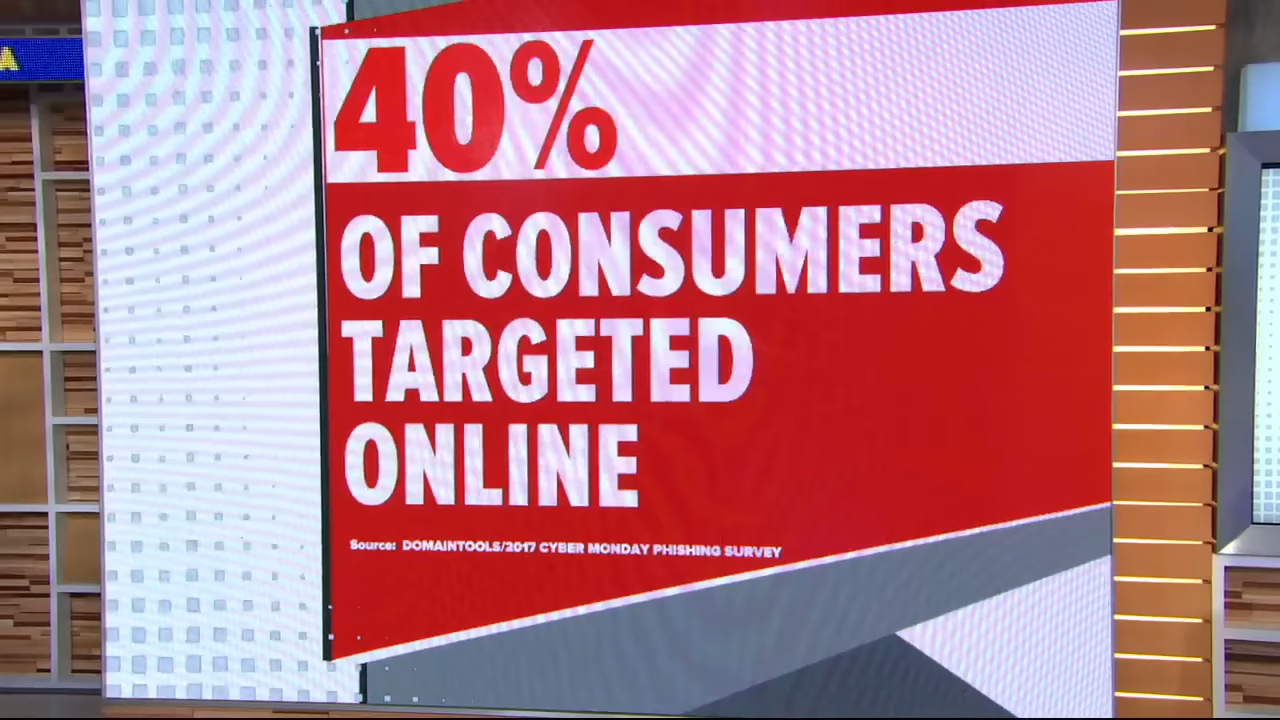 40%
OF CONSUMERS
TARGETED
ONLINE
Source: DOMAINTOOLS/2017 CYBER MONDAY PHISHING SURVEY